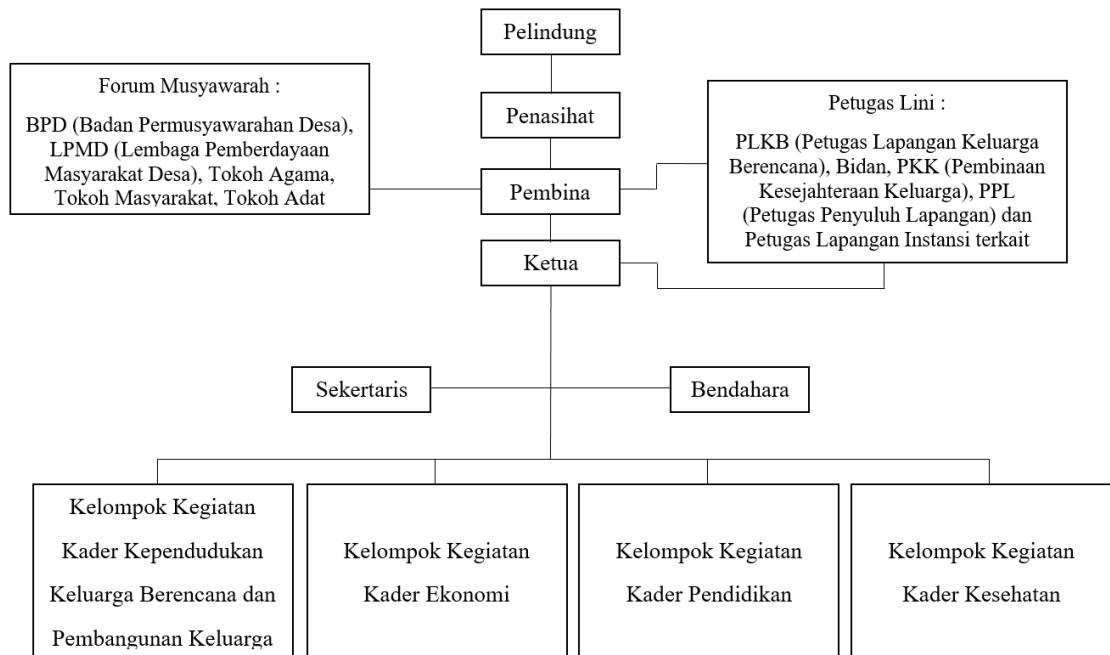 Pelindung
Forum Musyawarah :
BPD (Badan Permusyawarahan Desa),
LPMD (Lembaga Pemberdayaan
Masyarakat Desa), Tokoh Agama,
Tokoh Masyarakat, Tokoh Adat
Penasihat
Pembina
Ketua
Petugas Lini :
PLKB (Petugas Lapangan Keluarga
Berencana), Bidan, PKK (Pembinaan
Kesejahteraan Keluarga), PPL
(Petugas Penyuluh Lapangan) dan
Petugas Lapangan Instansi terkait
Sekertaris
Bendahara
Kelompok Kegiatan
Kader Kependudukan
Keluarga Berencana dan
Pembangunan Keluarga
Kelompok Kegiatan
Kader Ekonomi
Kelompok Kegiatan
Kader Pendidikan
Kelompok Kegiatan
Kader Kesehatan